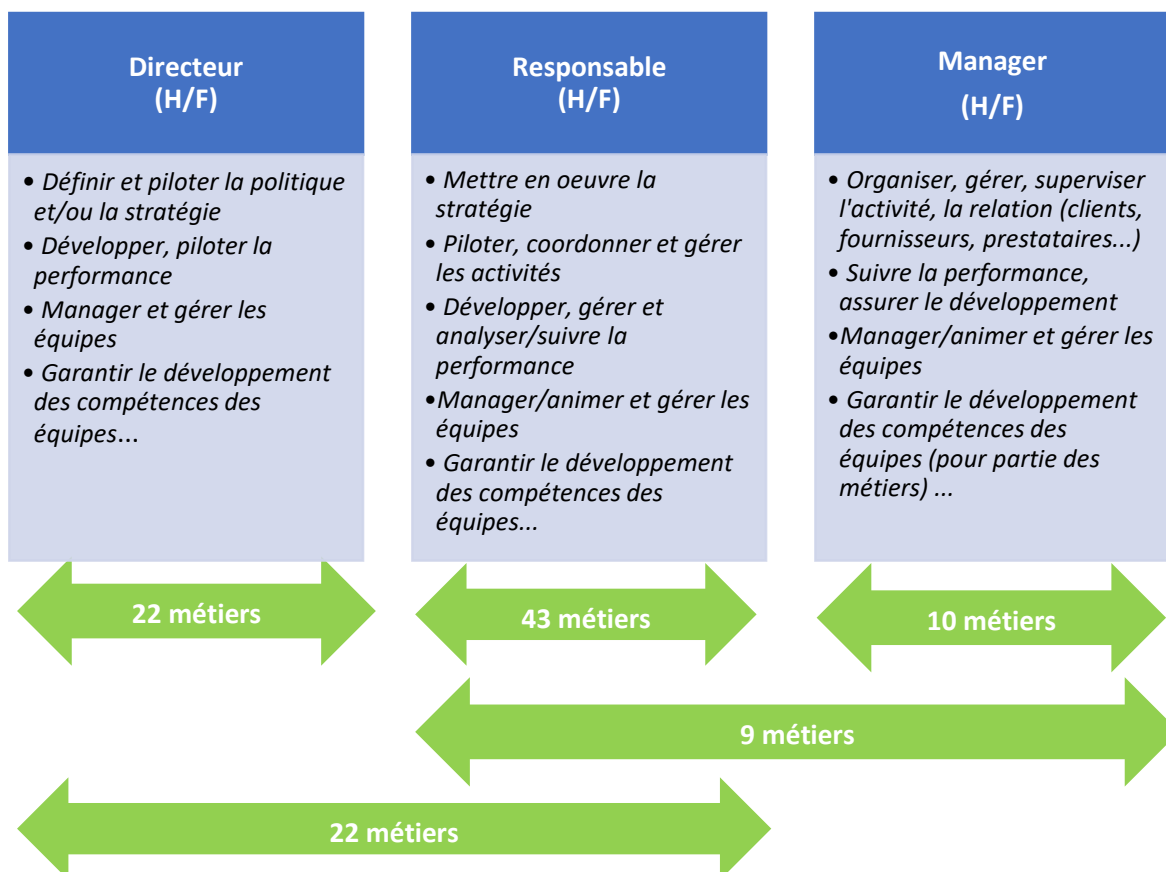 Directeur
(H/F)
• Définir et piloter la politique
et/ou la stratégie
• Développer, piloter la
performance
• Manager et gérer les
équipes
• Garantir le développement
des compétences des
équipes...
Responsable
(H/F)
• Mettre en oeuvre la
stratégie
• Piloter, coordonner et gérer
les activités
• Développer, gérer et
analyser/suivre la
performance
•Manager/animer et gérer les
équipes
• Garantir le développement
des compétences des
équipes...
Manager
(H/F)
• Organiser, gérer, superviser
l'activité, la relation (clients,
fournisseurs, prestataires...)
• Suivre la performance,
assurer le développement
•Manager/animer et gérer les
équipes
• Garantir le développement
des compétences des
équipes (pour partie des
métiers) ...
22 métiers
43 métiers
10 métiers
9 métiers
22 métiers